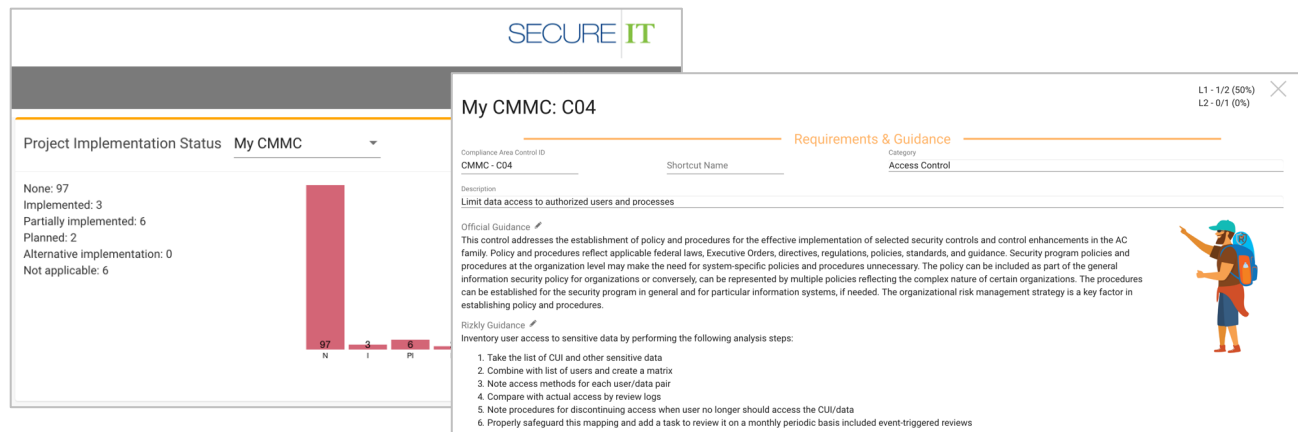 SECURE IT
Project Implementation Status My CMMC
None: 97
Implemented: 3
Partially implemented: 6
Planned: 2
Alternative implementation: 0
Not applicable: 6
97 3 6
N I PI
My CMMC: C04
L1 - 1/2 (50%)
L2 - 0/1 (0%)
Requirements & Guidance
Compliance Area Control ID
CMMC - C04
Shortcut Name
Category
Access Control
Description
Limit data access to authorized users and processes
Official Guidance
This control addresses the establishment of policy and procedures for the effective implementation of selected security controls and control enhancements in the AC
family. Policy and procedures reflect applicable federal laws, Executive Orders, directives, regulations, policies, standards, and guidance. Security program policies and
procedures at the organization level may make the need for system-specific policies and procedures unnecessary. The policy can be included as part of the general
information security policy for organizations or conversely, can be represented by multiple policies reflecting the complex nature of certain organizations. The procedures
can be established for the security program in general and for particular information systems, if needed. The organizational risk management strategy is a key factor in
establishing policy and procedures.
Rizkly Guidance
Inventory user access to sensitive data by performing the following analysis steps:
1. Take the list of CUI and other sensitive data
2. Combine with list of users and create a matrix
3. Note access methods for each user/data pair
4. Compare with actual access by review logs
5. Note procedures for discontinuing access when user no longer should access the CUI/data
6. Properly safeguard this mapping and add a task to review it on a monthly periodic basis included event-triggered reviews
R